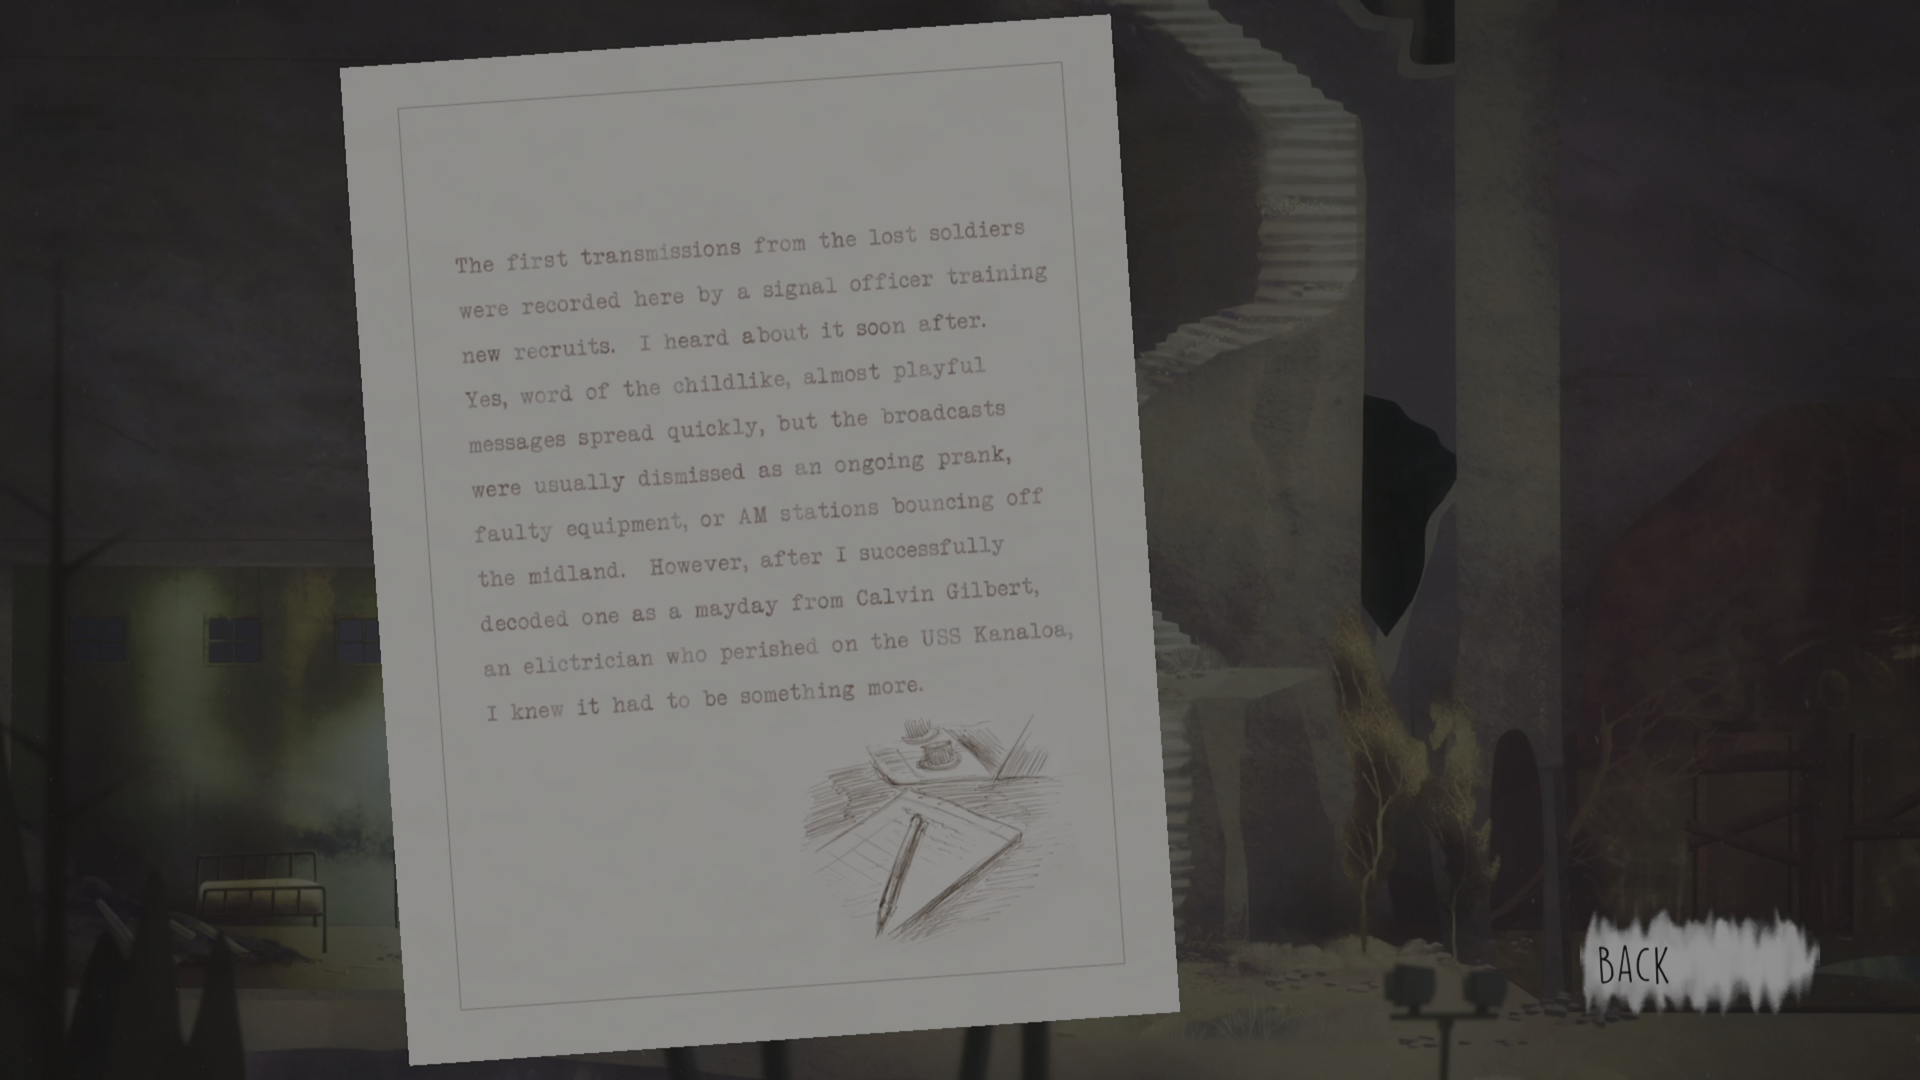 The first transmissions from the lost soldiers
were recorded here by a signal officer training
new recruits.  I heard about it soon after.
Yes, word of the childlike, almost playful
messages spread quickly, but the broadcasts
were usually dismissed as an ongoing prank,
faulty equipment, or AM stations bouncing off
the midland.  However, after I successfully
decoded one as a mayday from Calvin Gilbert,
an elictrician who perished on the USS Kanaloa,
I knew it had to be something more.
BACK